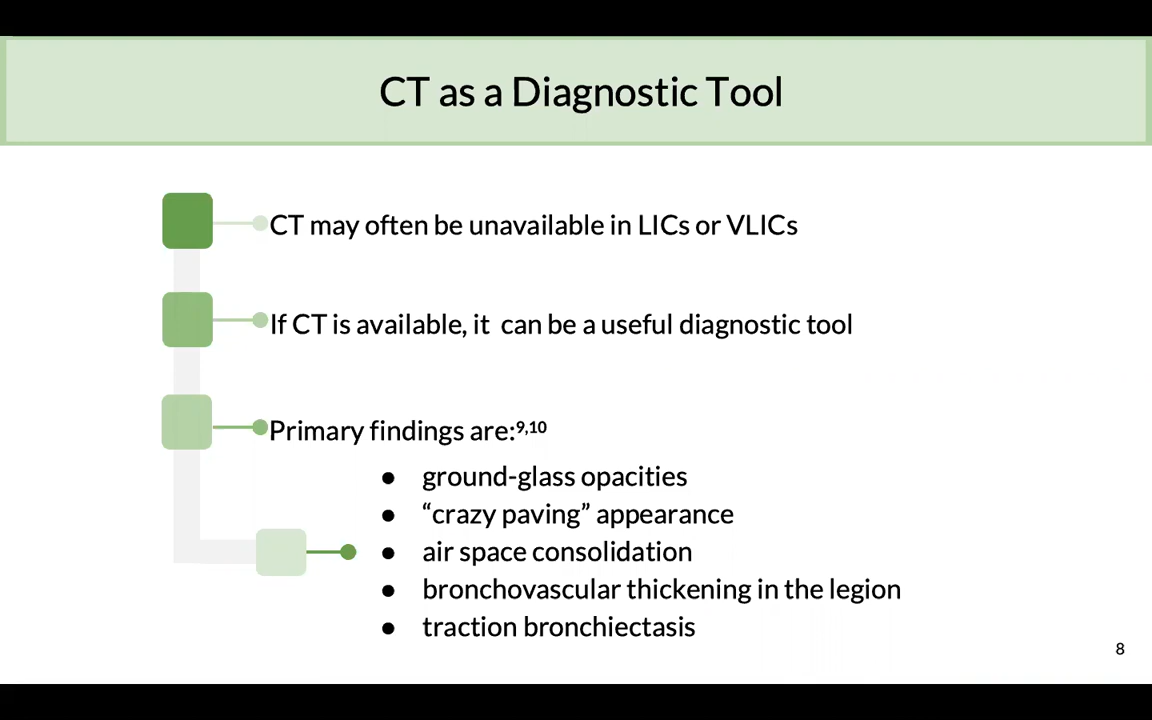 CT as a Diagnostic Tool
CT may often be unavailable in LICs or VLICs
If CT is available, it can be a useful diagnostic tool
Primary findings are:9,10
● ground-glass opacities
● “crazy paving” appearance
● air space consolidation
● bronchovascular thickening in the legion
● traction bronchiectasis
8